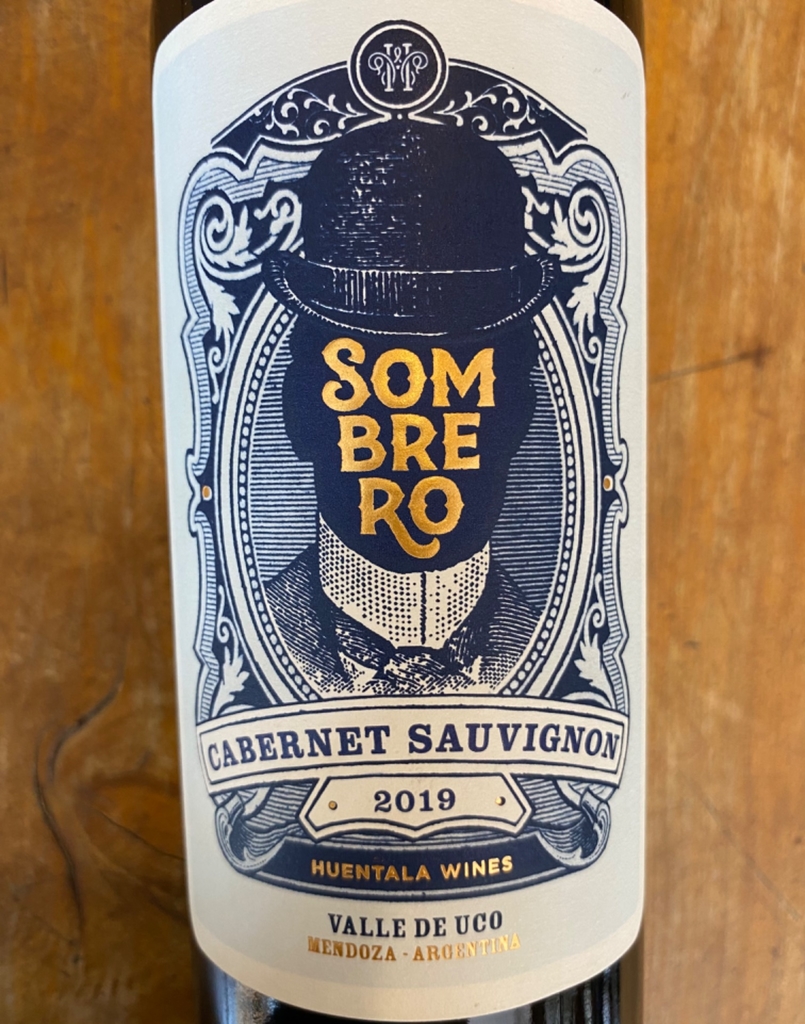 H
SOM
BRE
RO
CABERNET SAUVIGNON
2019
HUENTALA WINES
VALLE DE UCO
MENDOZA - ARGENTINA